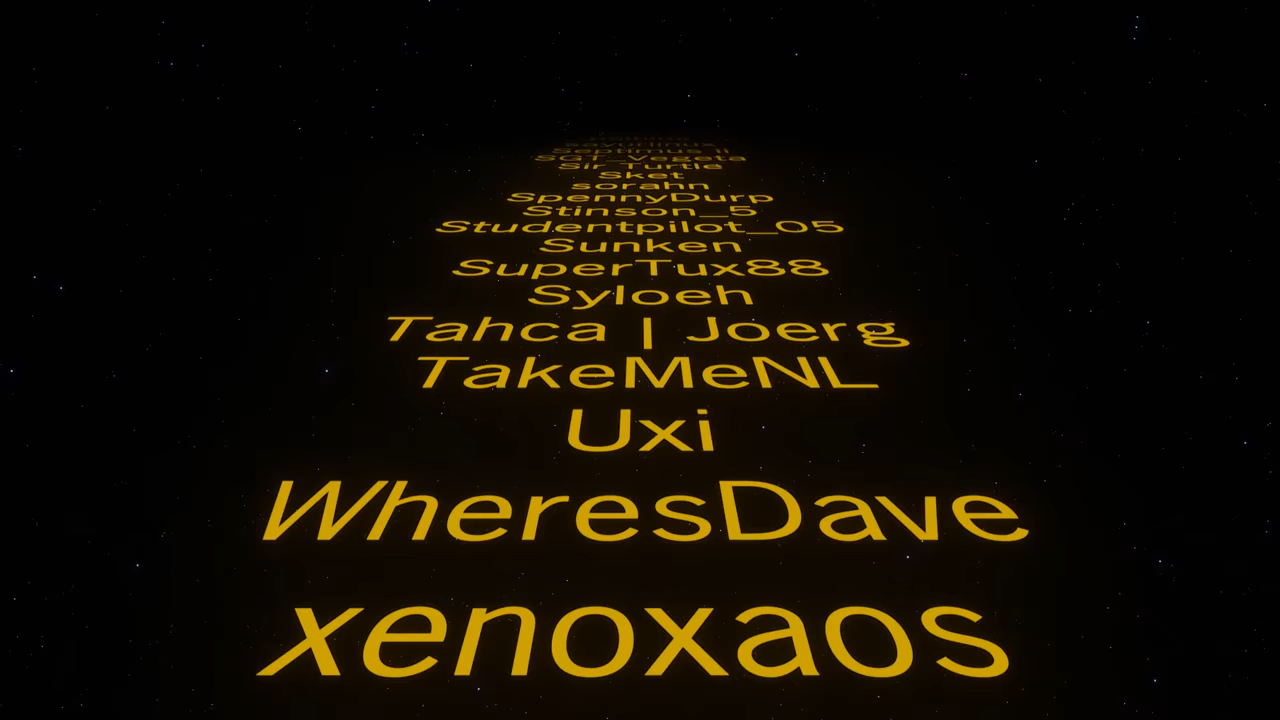 Septimus II
SGT_Vegeta
Sir Turtle
Sket
sorahn
SpennyDurp
Stinson_5
Studentpilot_05
Sunken
SuperTux88
Syloeh
Tahca | Joerg
TakeMeNL
Uxi
WheresDave
xenoxaos